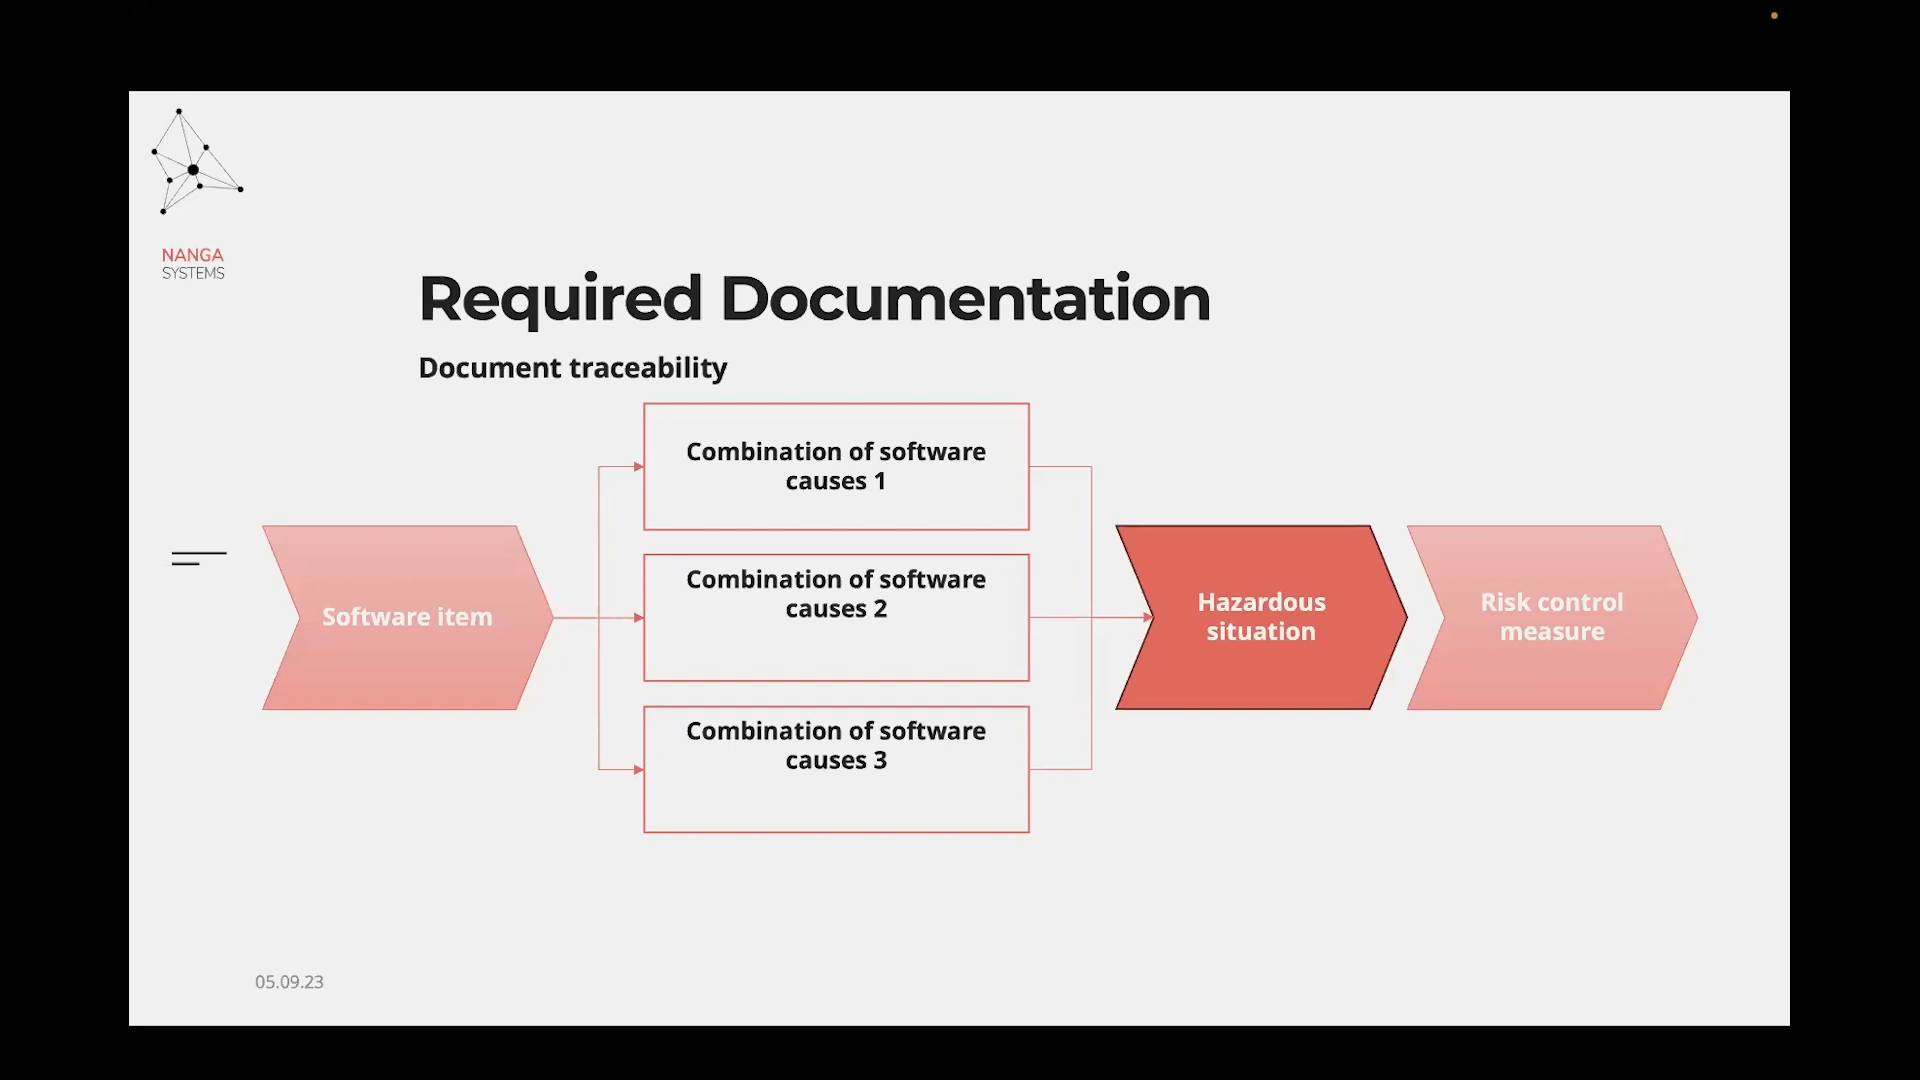 NANGA
SYSTEMS
Required Documentation
Document traceability
Software item
Combination of software
causes 1
Combination of software
causes 2
Combination of software
causes 3
Hazardous
situation
Risk control
measure
05.09.23